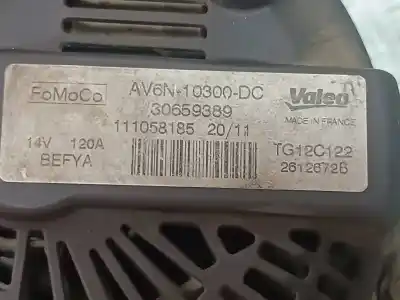 FoMoCo
AV6N-10300-DC
30659389
111058185 20/11
Valeo
MADE IN FRANCE
14V 120A
BEFYA
TG12C122
2612672B